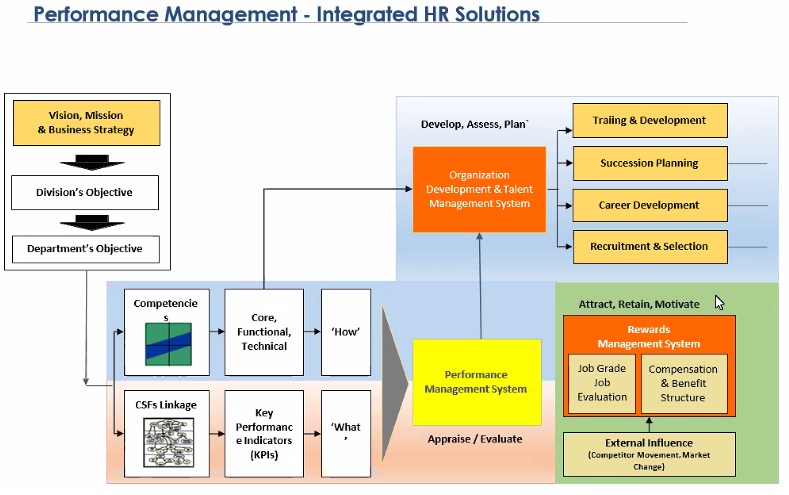 Performance Management - Integrated HR Solutions
Vision, Mission
& Business Strategy
Division's Objective
Department's Objective
Develop, Assess, Plan`
Organization
Development & Talent
Management System
Traiing & Development
Succession Planning
Career Development
Recruitment & Selection
Competencie
s
Core,
Functional,
Technical
'How'
CSFs Linkage
Key
Performanc
e Indicators
(KPIs)
'What
'
Performance
Management System
Appraise / Evaluate
Attract, Retain, Motivate
Rewards
Management System
Job Grade
Job
Evaluation
Compensation
& Benefit
Structure
External Influence
(Competitor Movement, Market
Change)